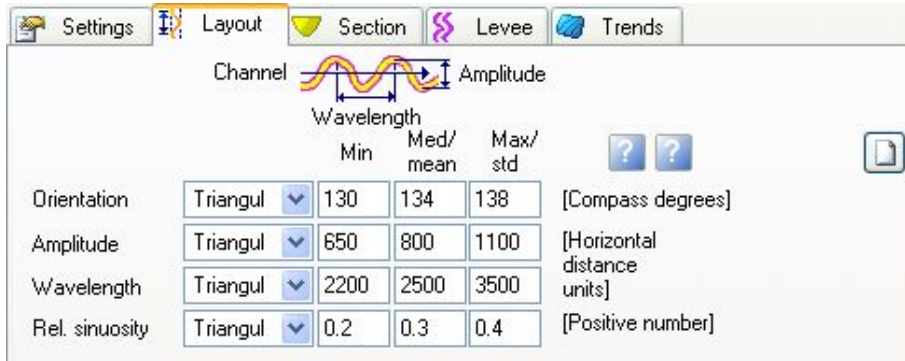 Settings Layout Section Levee Trends
Channel Amplitude
Wavelength
Min Med/ mean Max/ std
? ?
Orientation Triangul 130 134 138 [Compass degrees]
Amplitude Triangul 650 800 1100 [Horizontal distance units]
Wavelength Triangul 2200 2500 3500
Rel. sinuosity Triangul 0.2 0.3 0.4 [Positive number]